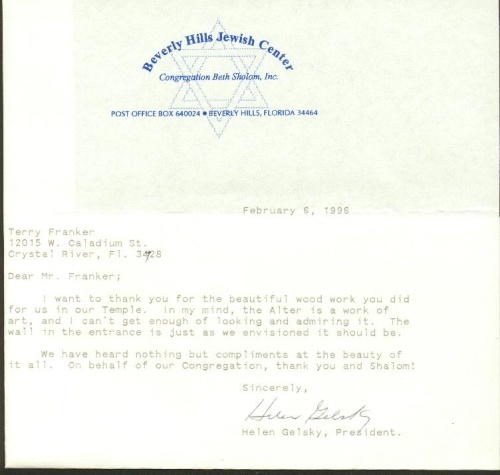 Beverly Hills Jewish Center
Congregation Beth Sholom, Inc.
POST OFFICE BOX 640024 • BEVERLY HILLS, FLORIDA 34464
February 6, 1996
Terry Franker
12015 W. Caladium St.
Crystal River, Fl.
Dear Mr. Franker;
I want to thank you for the beautiful wood work you did
for us in our Temple. In my mind, the Alter is a work of
art, and I can't get enough of looking and admiring it. The
wall in the entrance is just as we envisioned it should be.
We have heard nothing but compliments at the beauty of
it all. On behalf of our Congregation, thank you and Shalom!
Sincerely,
Helen Gelsky
Helen Gelsky, President.